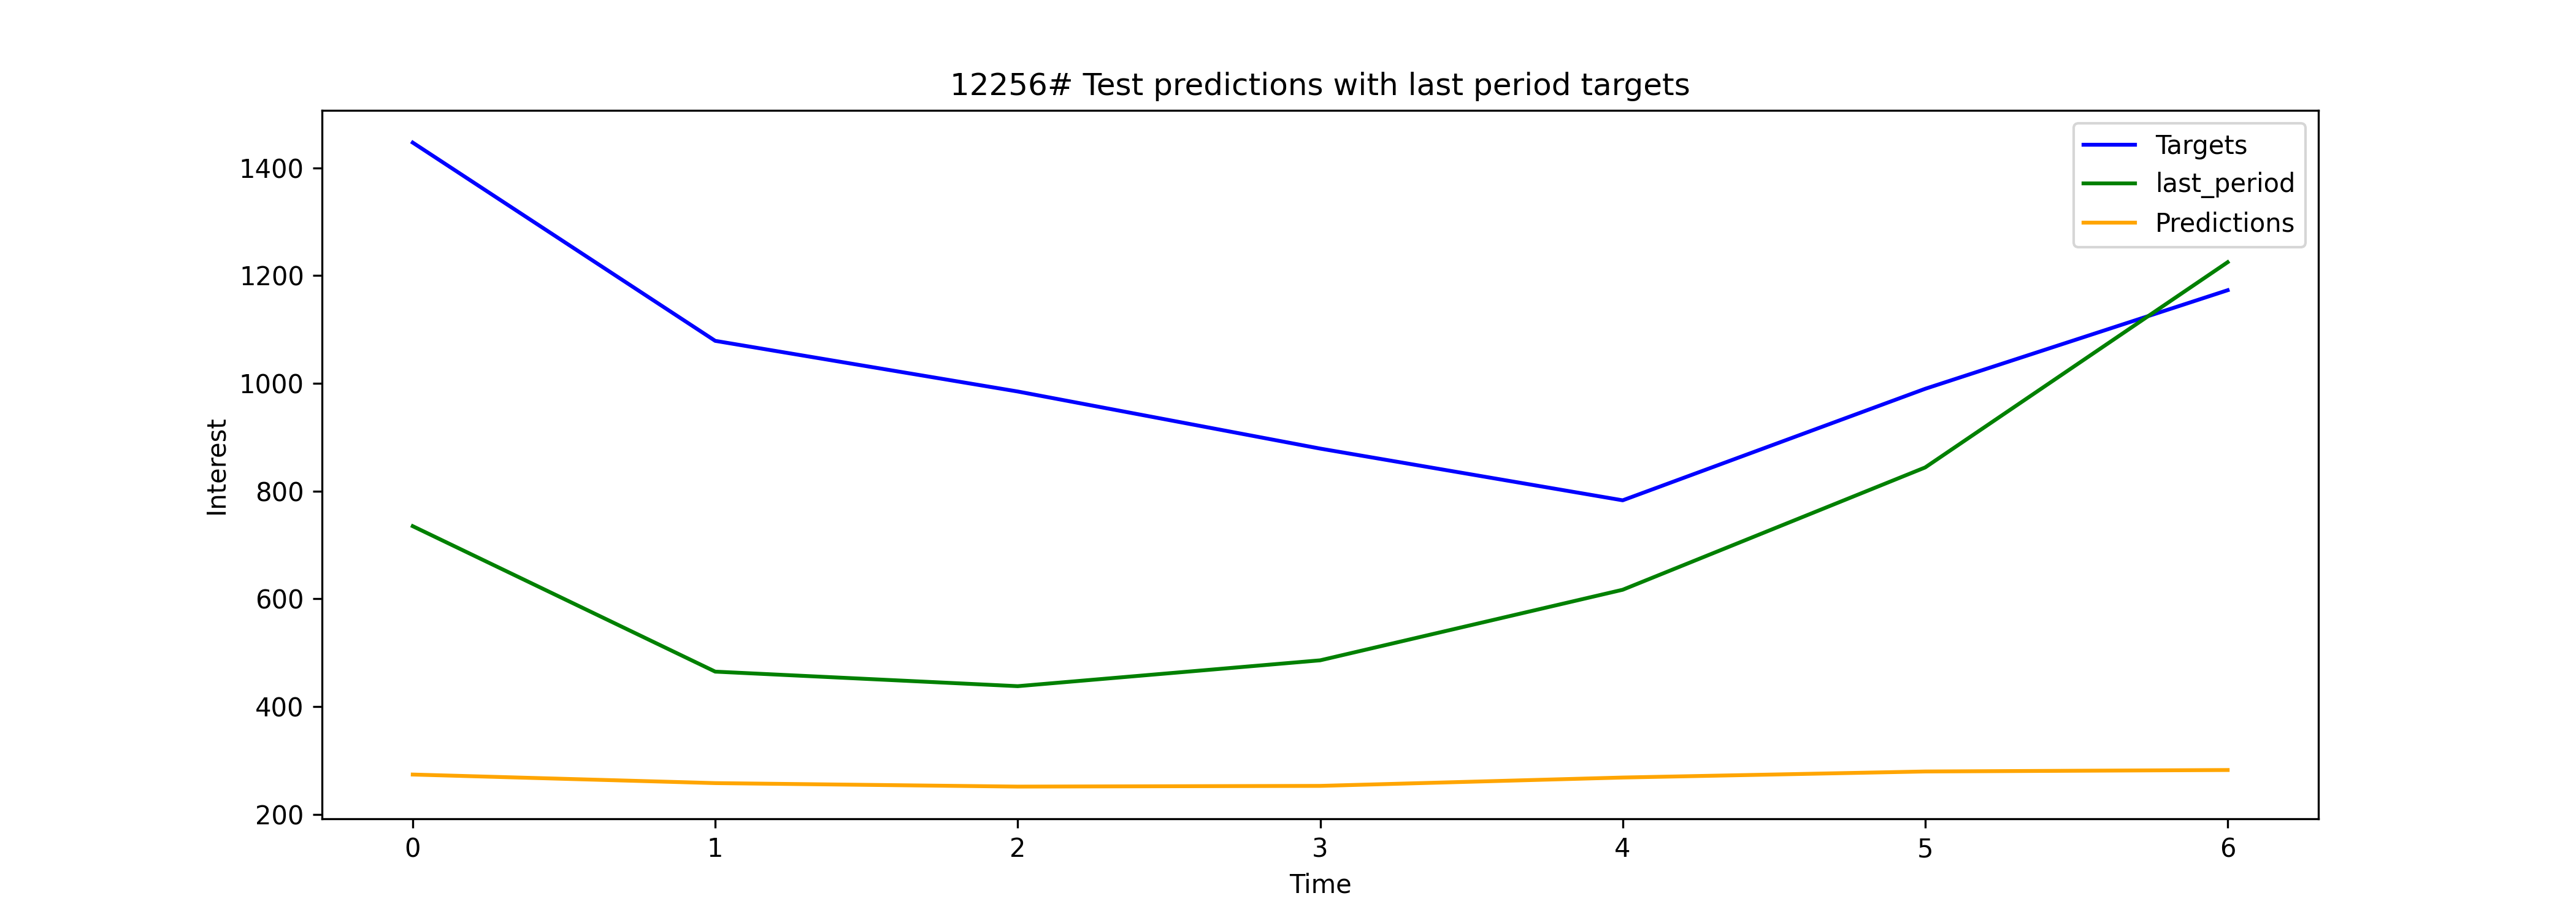 12256# Test predictions with last period targets
Targets
last_period
Predictions
1400
1200
1000
800
600
400
200
Interest
0 1 2 3 4 5 6
Time